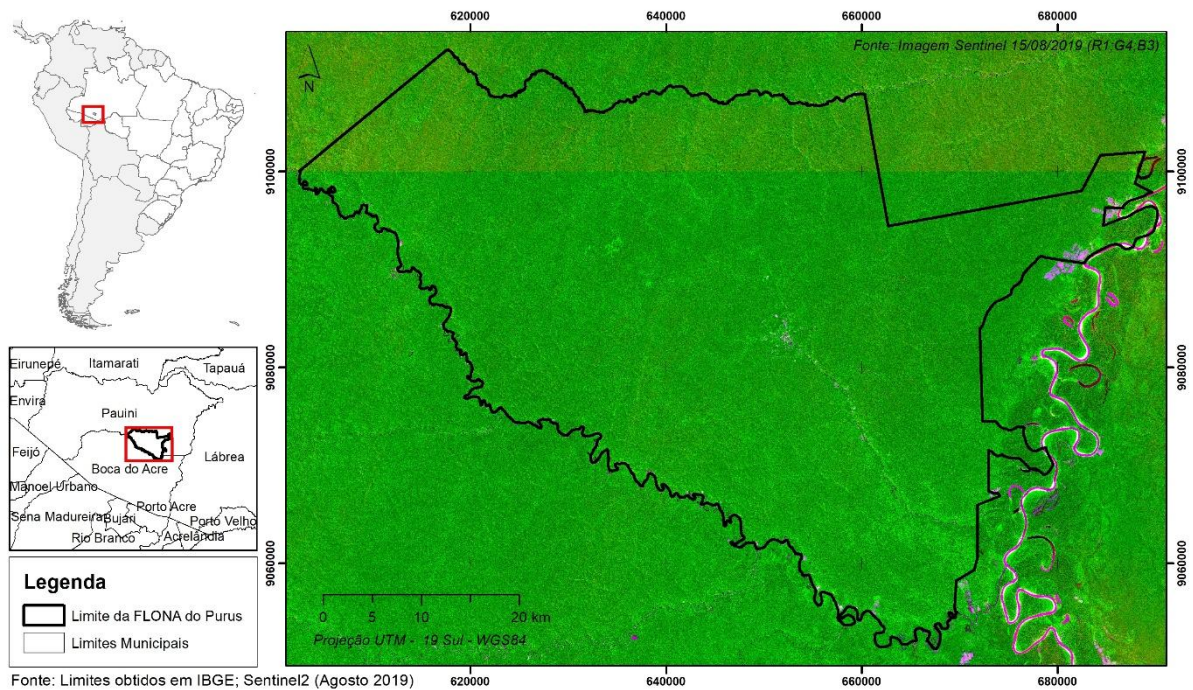 620000 640000 660000 680000
Fonte: Imagem Sentinel 15/08/2019 (R1;G4;B3)
N
9100000 9100000
Eirunepé Itamarati Tapauá
Envira
Pauini
9080000 9080000
Feijó Lábrea
Boca do Acre
Manoel Urbano
Porto Acre
Sena Madureira Bujari Porto Velho
Rio Branco Acrelândia
9060000 9060000
Legenda
Limite da FLONA do Purus
Limites Municipais
0 5 10 20 km
Projeção UTM - 19 Sul - WGS84
620000 640000 660000 680000
Fonte: Limites obtidos em IBGE; Sentinel2 (Agosto 2019)